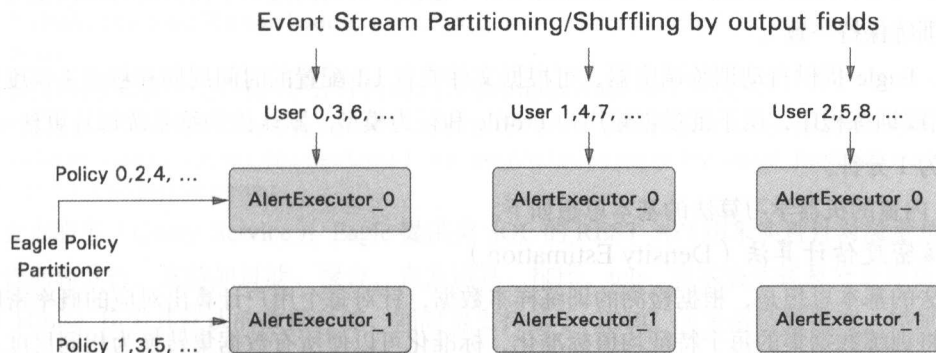 Event Stream Partitioning/Shuffling by output fields
User 0,3,6, ...
User 1,4,7, ...
User 2,5,8, ...
Policy 0,2,4, ...
AlertExecutor_0
AlertExecutor_0
AlertExecutor_0
Eagle Policy
Partitioner
AlertExecutor_1
AlertExecutor_1
AlertExecutor_1
Policy 1,3,5, ...